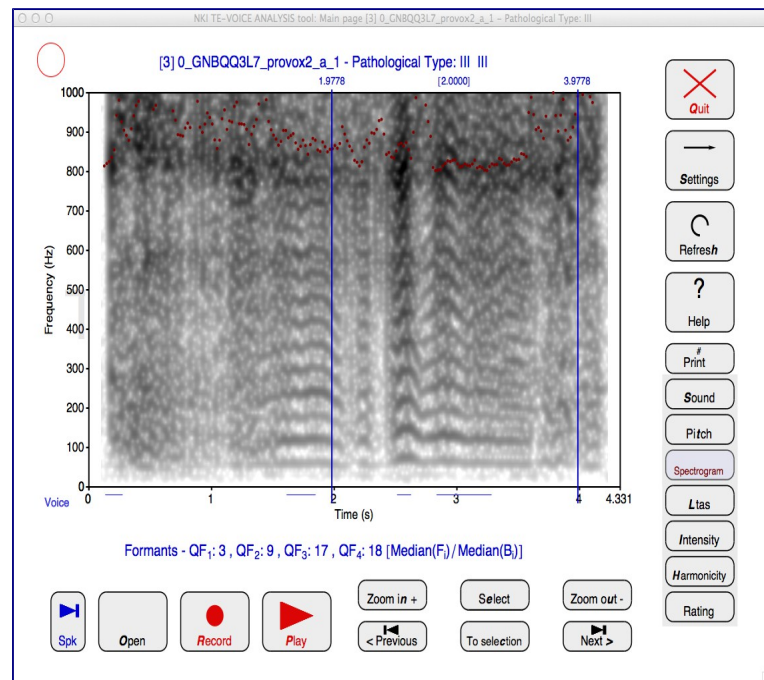 NKI TE-VOICE ANALYSIS tool: Main page [3] 0_GNBQQ3L7_provox2_a_1 - Pathological Type: III
[3] 0_GNBQQ3L7_provox2_a_1 - Pathological Type: III III
1.9778 [2.0000] 3.9778
1000
900
800
700
600
500
400
300
200
100
0
Frequency (Hz)
Voice
0 1 2 3 4 4.331
Time (s)
Formants - QF1: 3 , QF2: 9 , QF3: 17 , QF4: 18 [Median(Fi)/Median(Bi)]
Quit
Settings
Refresh
?
Help
#
Print
Sound
Pitch
Spectrogram
Ltas
Intensity
Harmonicity
Rating
Spk
Open
Record
Play
Zoom in +
Select
Zoom out -
< Previous
To selection
Next >